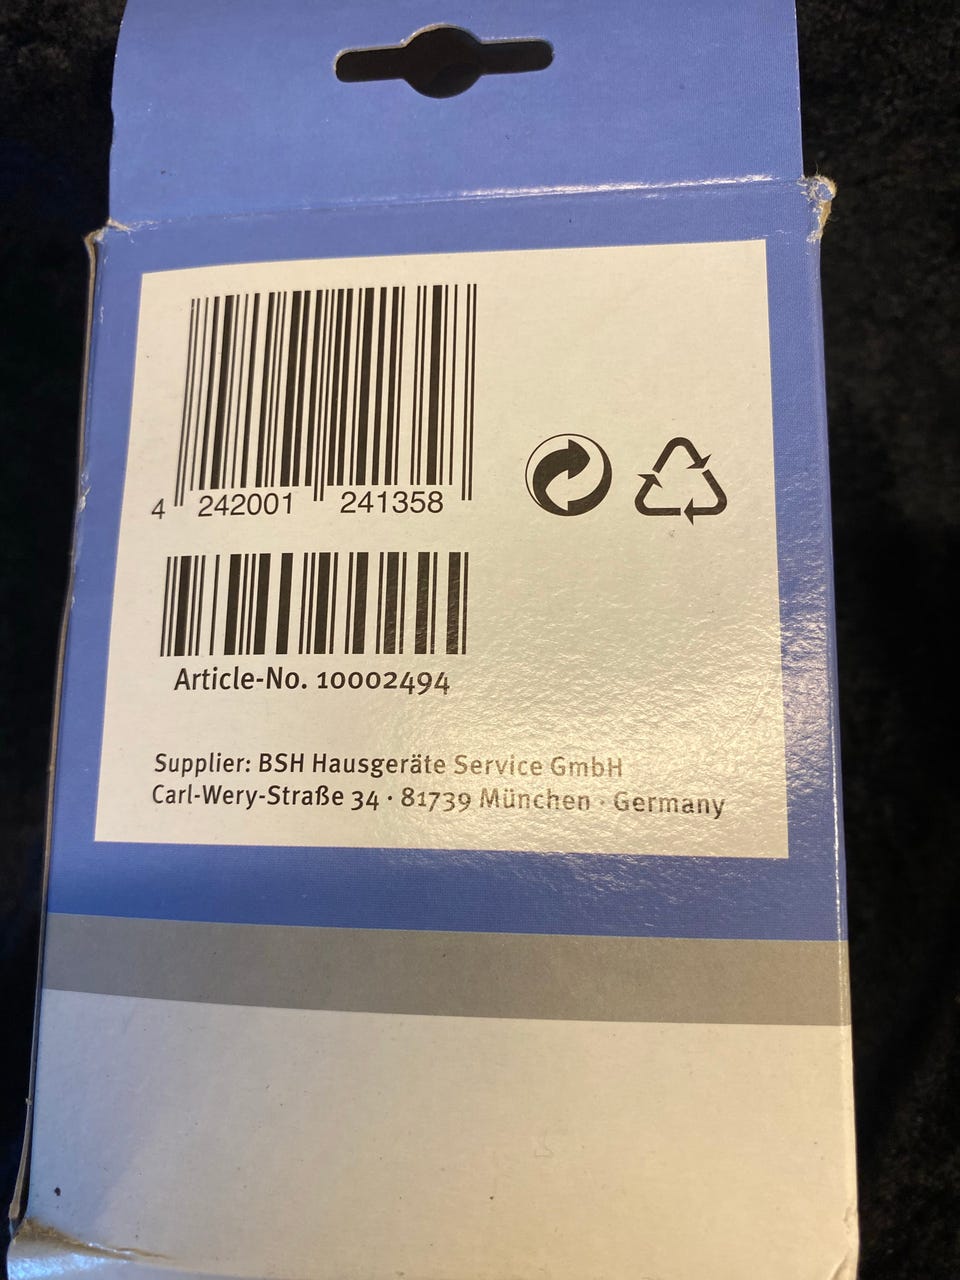 4 242001 241358
Article-No. 10002494
Supplier: BSH Hausgeräte Service GmbH
Carl-Wery-Straße 34 · 81739 München · Germany